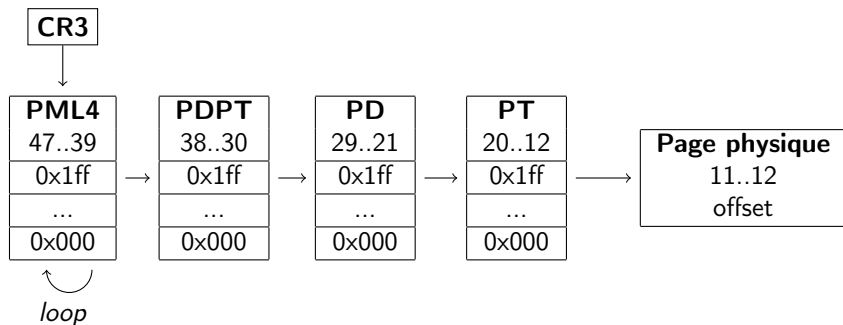 CR3
PML4 PDPT PD PT
47..39 38..30 29..21 20..12 Page physique
0x1ff 0x1ff 0x1ff 0x1ff 11..12
... ... ... ... offset
0x000 0x000 0x000 0x000
loop